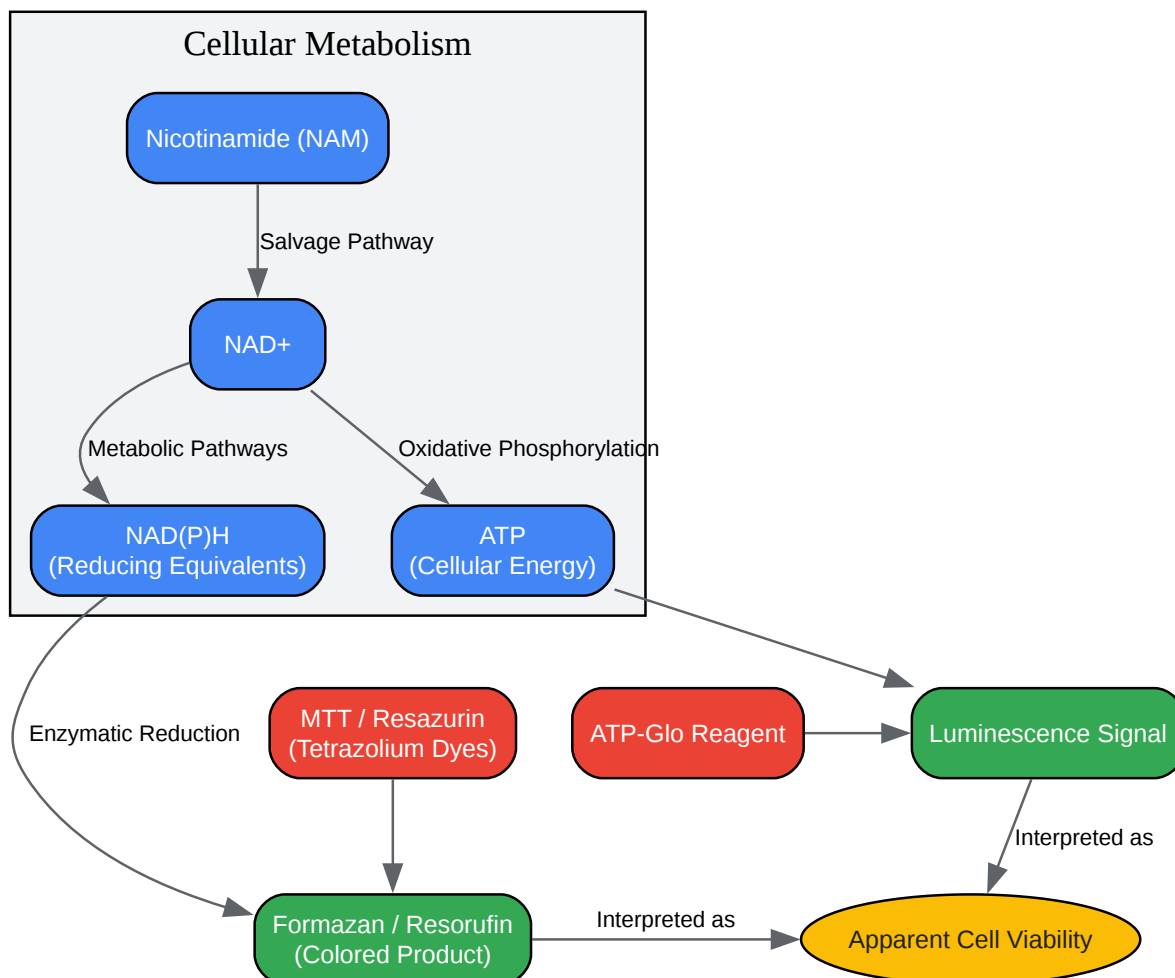 Cellular Metabolism
Nicotinamide (NAM)
Salvage Pathway
NAD+
Metabolic Pathways
Oxidative Phosphorylation
NAD(P)H
(Reducing Equivalents)
ATP
(Cellular Energy)
Enzymatic Reduction
MTT / Resazurin
(Tetrazolium Dyes)
ATP-Glo Reagent
Luminescence Signal
Interpreted as
Formazan / Resorufin
(Colored Product)
Interpreted as
Apparent Cell Viability